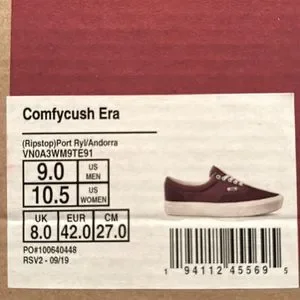 Comfycush Era
(Ripstop)Port Ryl/Andorra
VN0A3WM9TE91
9.0 US MEN
10.5 US WOMEN
UK EUR CM
8.0 42.0 27.0
PO#100640448
RSV2 - 09/19
1 94112 45569 5